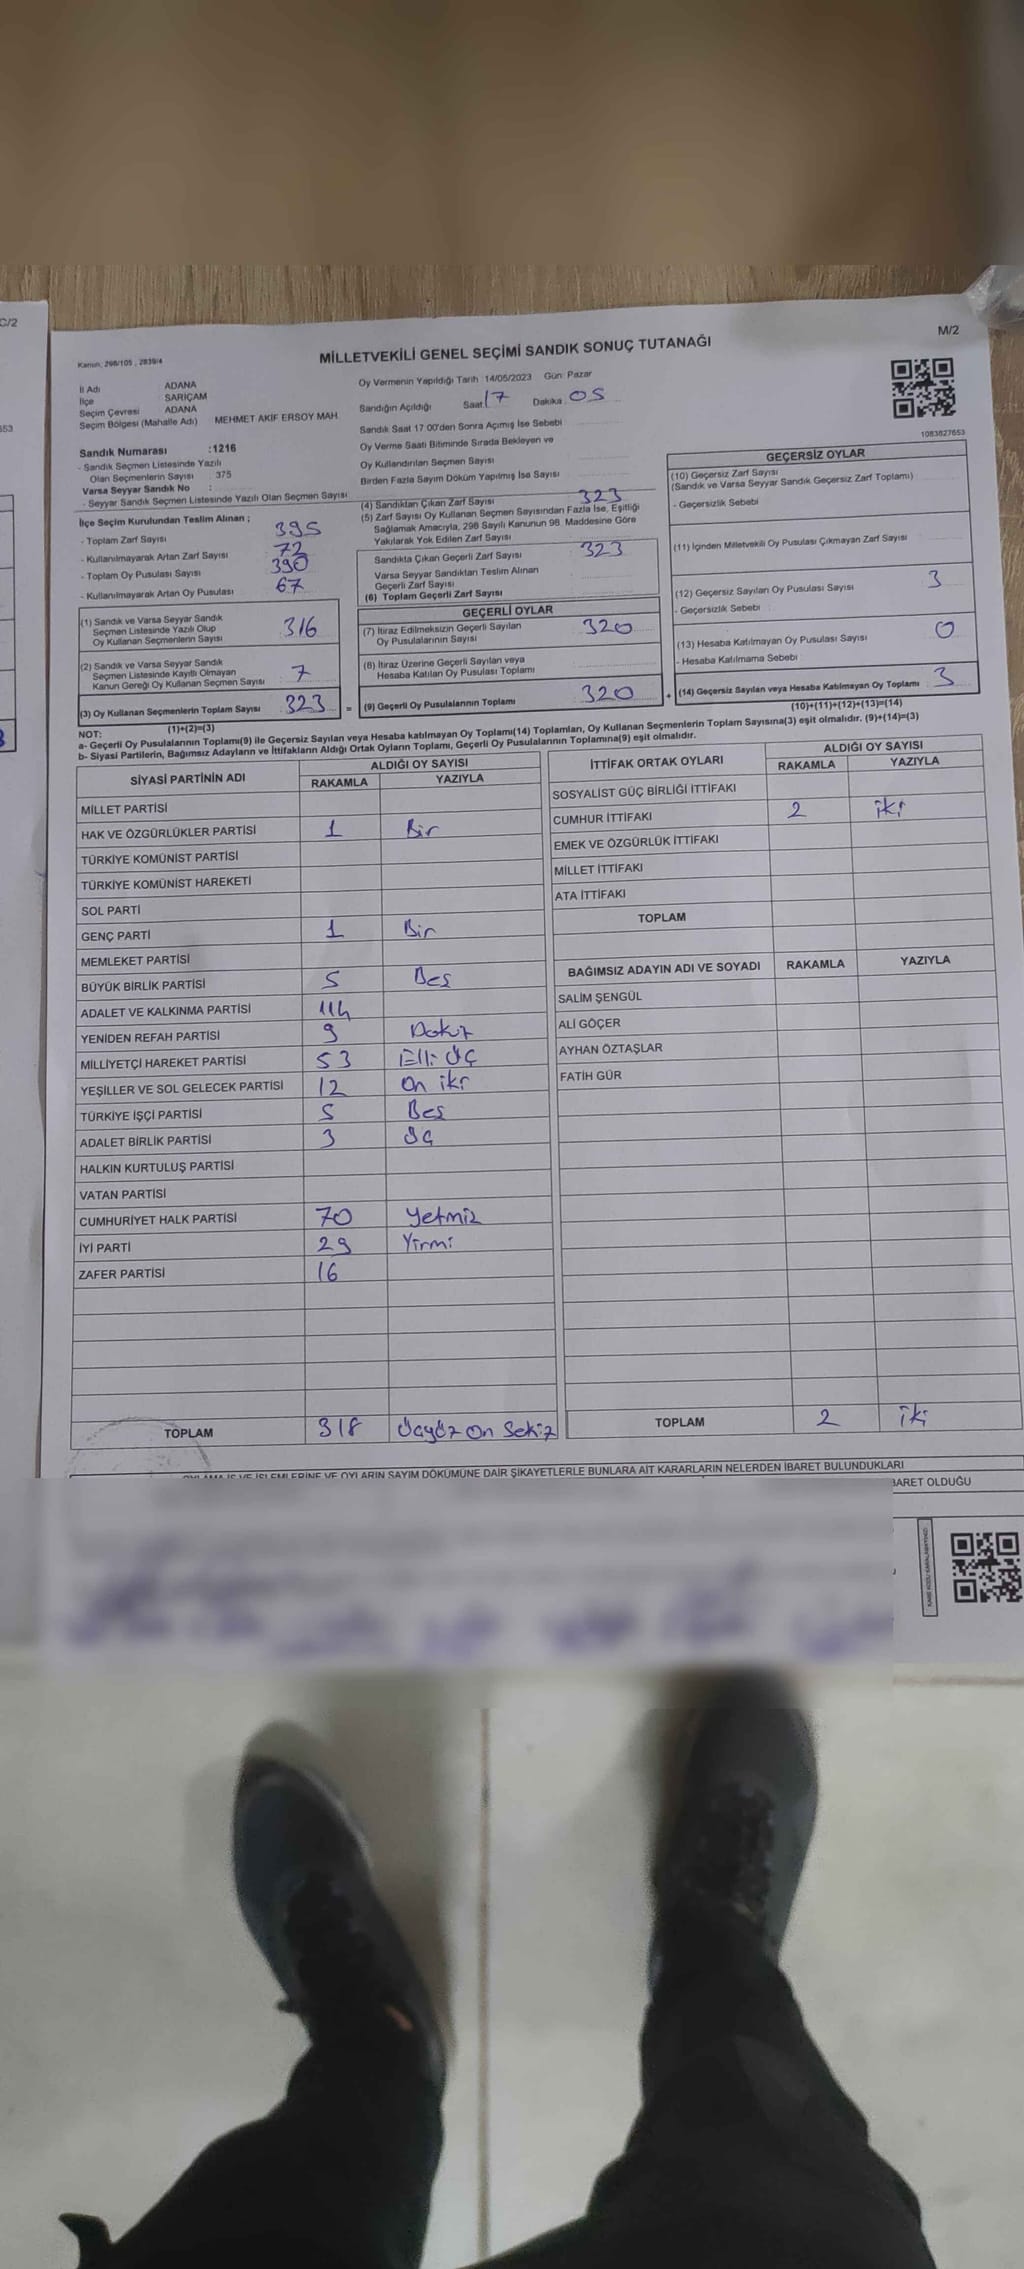 C/2
M/2
Kanun: 298/105 , 2839/4
MİLLETVEKİLİ GENEL SEÇİMİ SANDIK SONUÇ TUTANAĞI
İl Adı ADANA
İlçe SARIÇAM
Seçim Çevresi ADANA
Seçim Bölgesi (Mahalle Adı) MEHMET AKİF ERSOY MAH.
Sandık Numarası :1216
- Sandık Seçmen Listesinde Yazılı
Olan Seçmenlerin Sayısı : 375
Varsa Seyyar Sandık No :
- Seyyar Sandık Seçmen Listesinde Yazılı Olan Seçmen Sayısı
İlçe Seçim Kurulundan Teslim Alınan ;
- Toplam Zarf Sayısı 395
- Kullanılmayarak Artan Zarf Sayısı 72
- Toplam Oy Pusulası Sayısı 390
- Kullanılmayarak Artan Oy Pusulası 67
(1) Sandık ve Varsa Seyyar Sandık
Seçmen Listesinde Yazılı Olup
Oy Kullanan Seçmenlerin Sayısı 316
(2) Sandık ve Varsa Seyyar Sandık
Seçmen Listesinde Kayıtlı Olmayan
Kanun Gereği Oy Kullanan Seçmen Sayısı 7
(3) Oy Kullanan Seçmenlerin Toplam Sayısı 323 =
(1)+(2)=(3)
Oy Vermenin Yapıldığı Tarih 14/05/2023 Gün: Pazar
Sandığın Açıldığı Saat 17 Dakika 05
Sandık Saat 17.00'den Sonra Açılmış İse Sebebi
Oy Verme Saati Bitiminde Sırada Bekleyen ve
Oy Kullandırılan Seçmen Sayısı
Birden Fazla Sayım Döküm Yapılmış İse Sayısı
(4) Sandıktan Çıkan Zarf Sayısı 323
(5) Zarf Sayısı Oy Kullanan Seçmen Sayısından Fazla İse, Eşitliği
Sağlamak Amacıyla, 298 Sayılı Kanunun 98. Maddesine Göre
Yakılarak Yok Edilen Zarf Sayısı
Sandıkta Çıkan Geçerli Zarf Sayısı 323
Varsa Seyyar Sandıktan Teslim Alınan
Geçerli Zarf Sayısı
(6) Toplam Geçerli Zarf Sayısı
GEÇERLİ OYLAR
(7) İtiraz Edilmeksizin Geçerli Sayılan
Oy Pusulalarının Sayısı 320
(8) İtiraz Üzerine Geçerli Sayılan veya
Hesaba Katılan Oy Pusulası Toplamı
(9) Geçerli Oy Pusulalarının Toplamı 320 +
1083827653
GEÇERSİZ OYLAR
(10) Geçersiz Zarf Sayısı
(Sandık ve Varsa Seyyar Sandık Geçersiz Zarf Toplamı)
- Geçersizlik Sebebi
(11) İçinden Milletvekili Oy Pusulası Çıkmayan Zarf Sayısı
(12) Geçersiz Sayılan Oy Pusulası Sayısı 3
- Geçersizlik Sebebi :
(13) Hesaba Katılmayan Oy Pusulası Sayısı 0
- Hesaba Katılmama Sebebi :
(14) Geçersiz Sayılan veya Hesaba Katılmayan Oy Toplamı 3
(10)+(11)+(12)+(13)=(14)
NOT:
a- Geçerli Oy Pusulalarının Toplamı(9) ile Geçersiz Sayılan veya Hesaba katılmayan Oy Toplamı(14) Toplamları, Oy Kullanan Seçmenlerin Toplam Sayısına(3) eşit olmalıdır. (9)+(14)=(3)
b- Siyasi Partilerin, Bağımsız Adayların ve İttifakların Aldığı Ortak Oyların Toplamı, Geçerli Oy Pusulalarının Toplamına(9) eşit olmalıdır.
SİYASİ PARTİNİN ADI ALDIĞI OY SAYISI
RAKAMLA YAZIYLA
MİLLET PARTİSİ
HAK VE ÖZGÜRLÜKLER PARTİSİ 1 Bir
TÜRKİYE KOMÜNİST PARTİSİ
TÜRKİYE KOMÜNİST HAREKETİ
SOL PARTİ
GENÇ PARTİ 1 Bir
MEMLEKET PARTİSİ
BÜYÜK BİRLİK PARTİSİ 5 Beş
ADALET VE KALKINMA PARTİSİ 114
YENİDEN REFAH PARTİSİ 9 Dokuz
MİLLİYETÇİ HAREKET PARTİSİ 53 Elli Üç
YEŞİLLER VE SOL GELECEK PARTİSİ 12 On iki
TÜRKİYE İŞÇİ PARTİSİ 5 Beş
ADALET BİRLİK PARTİSİ 3 Üç
HALKIN KURTULUŞ PARTİSİ
VATAN PARTİSİ
CUMHURİYET HALK PARTİSİ 70 Yetmiz
İYİ PARTİ 29 Yirmi
ZAFER PARTİSİ 16
TOPLAM 318 Üçyüz On Sekiz
İTTİFAK ORTAK OYLARI ALDIĞI OY SAYISI
RAKAMLA YAZIYLA
SOSYALİST GÜÇ BİRLİĞİ İTTİFAKI
CUMHUR İTTİFAKI 2 iki
EMEK VE ÖZGÜRLÜK İTTİFAKI
MİLLET İTTİFAKI
ATA İTTİFAKI
TOPLAM
BAĞIMSIZ ADAYIN ADI VE SOYADI RAKAMLA YAZIYLA
SALİM ŞENGÜL
ALİ GÖÇER
AYHAN ÖZTAŞLAR
FATİH GÜR
TOPLAM 2 iki
OYLAMA İŞ VE İŞLEMLERİNE VE OYLARIN SAYIM DÖKÜMÜNE DAİR ŞİKAYETLERLE BUNLARA AİT KARARLARIN NELERDEN İBARET BULUNDUKLARI
BARET OLDUĞU